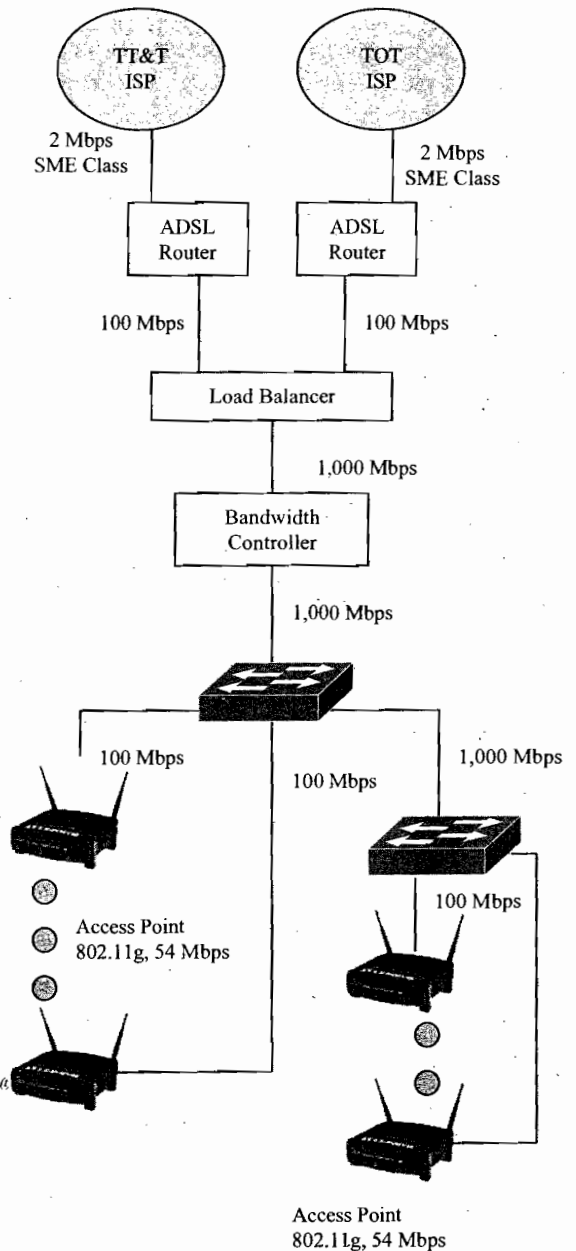 TT&T
ISP
TOT
ISP
2 Mbps
SME Class
2 Mbps
SME Class
ADSL
Router
ADSL
Router
100 Mbps
100 Mbps
Load Balancer
1,000 Mbps
Bandwidth
Controller
1,000 Mbps
100 Mbps
100 Mbps
1,000 Mbps
100 Mbps
Access Point
802.11g, 54 Mbps
Access Point
802.11g, 54 Mbps